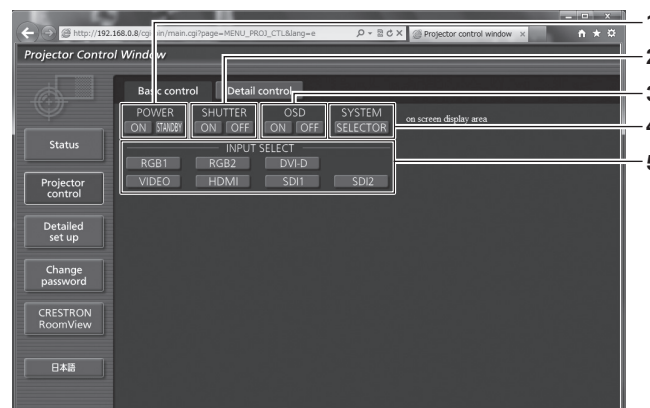 1
http://192.168.0.8/cgi-bin/main.cgi?page=MENU_PROJ_CTL&lang=e
Projector control window
Projector Control Window
2
Basic control
Detail control
3
POWER
SHUTTER
OSD
SYSTEM
ON STANDBY
ON OFF
ON OFF
SELECTOR
on screen display area
4
INPUT SELECT
RGB1
RGB2
DVI-D
VIDEO
HDMI
SDI1
SDI2
5
Status
Projector
control
Detailed
set up
Change
password
CRESTRON
RoomView
日本語